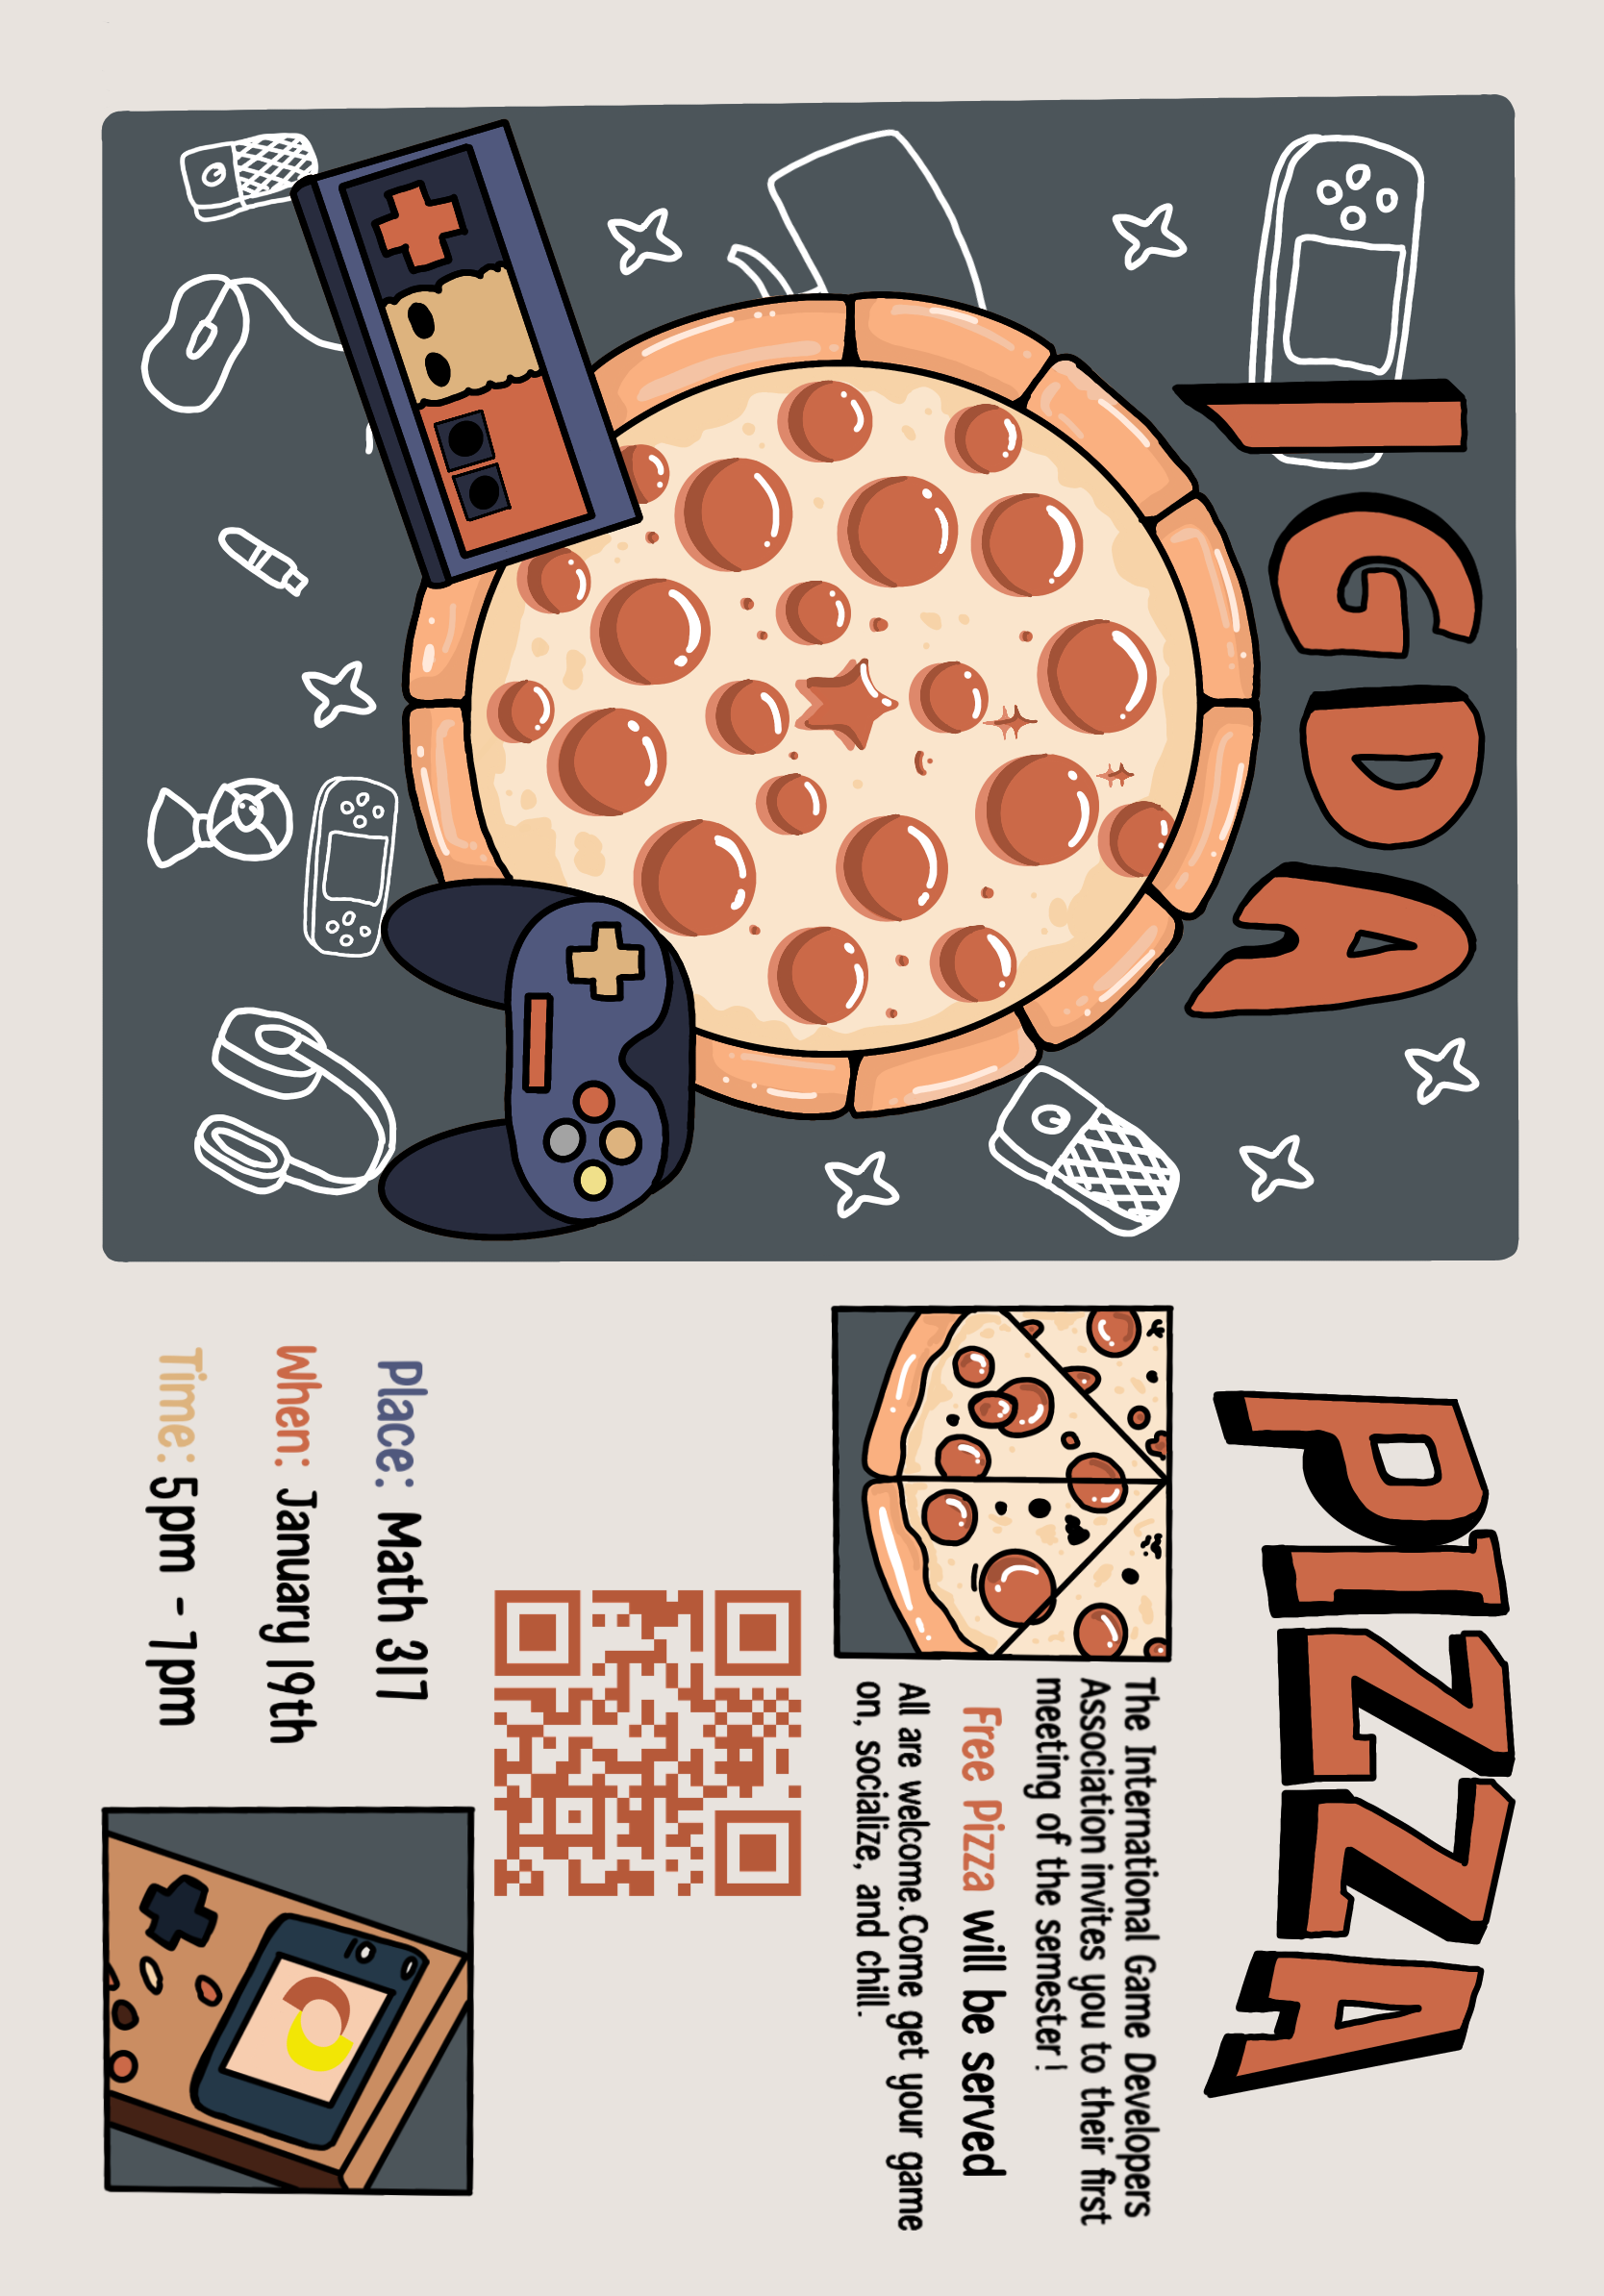 IGDA
PIZZA
The International Game Developers
Association invites you to their first
meeting of the semester!
Free Pizza will be served
All are welcome. Come get your game
on, socialize, and chill.
Place: Math 317
When: January 19th
Time: 5pm - 7pm